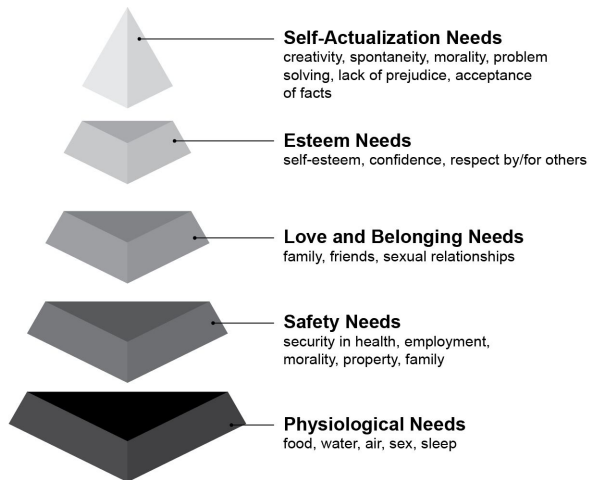 Self-Actualization Needs
creativity, spontaneity, morality, problem
solving, lack of prejudice, acceptance
of facts
Esteem Needs
self-esteem, confidence, respect by/for others
Love and Belonging Needs
family, friends, sexual relationships
Safety Needs
security in health, employment,
morality, property, family
Physiological Needs
food, water, air, sex, sleep